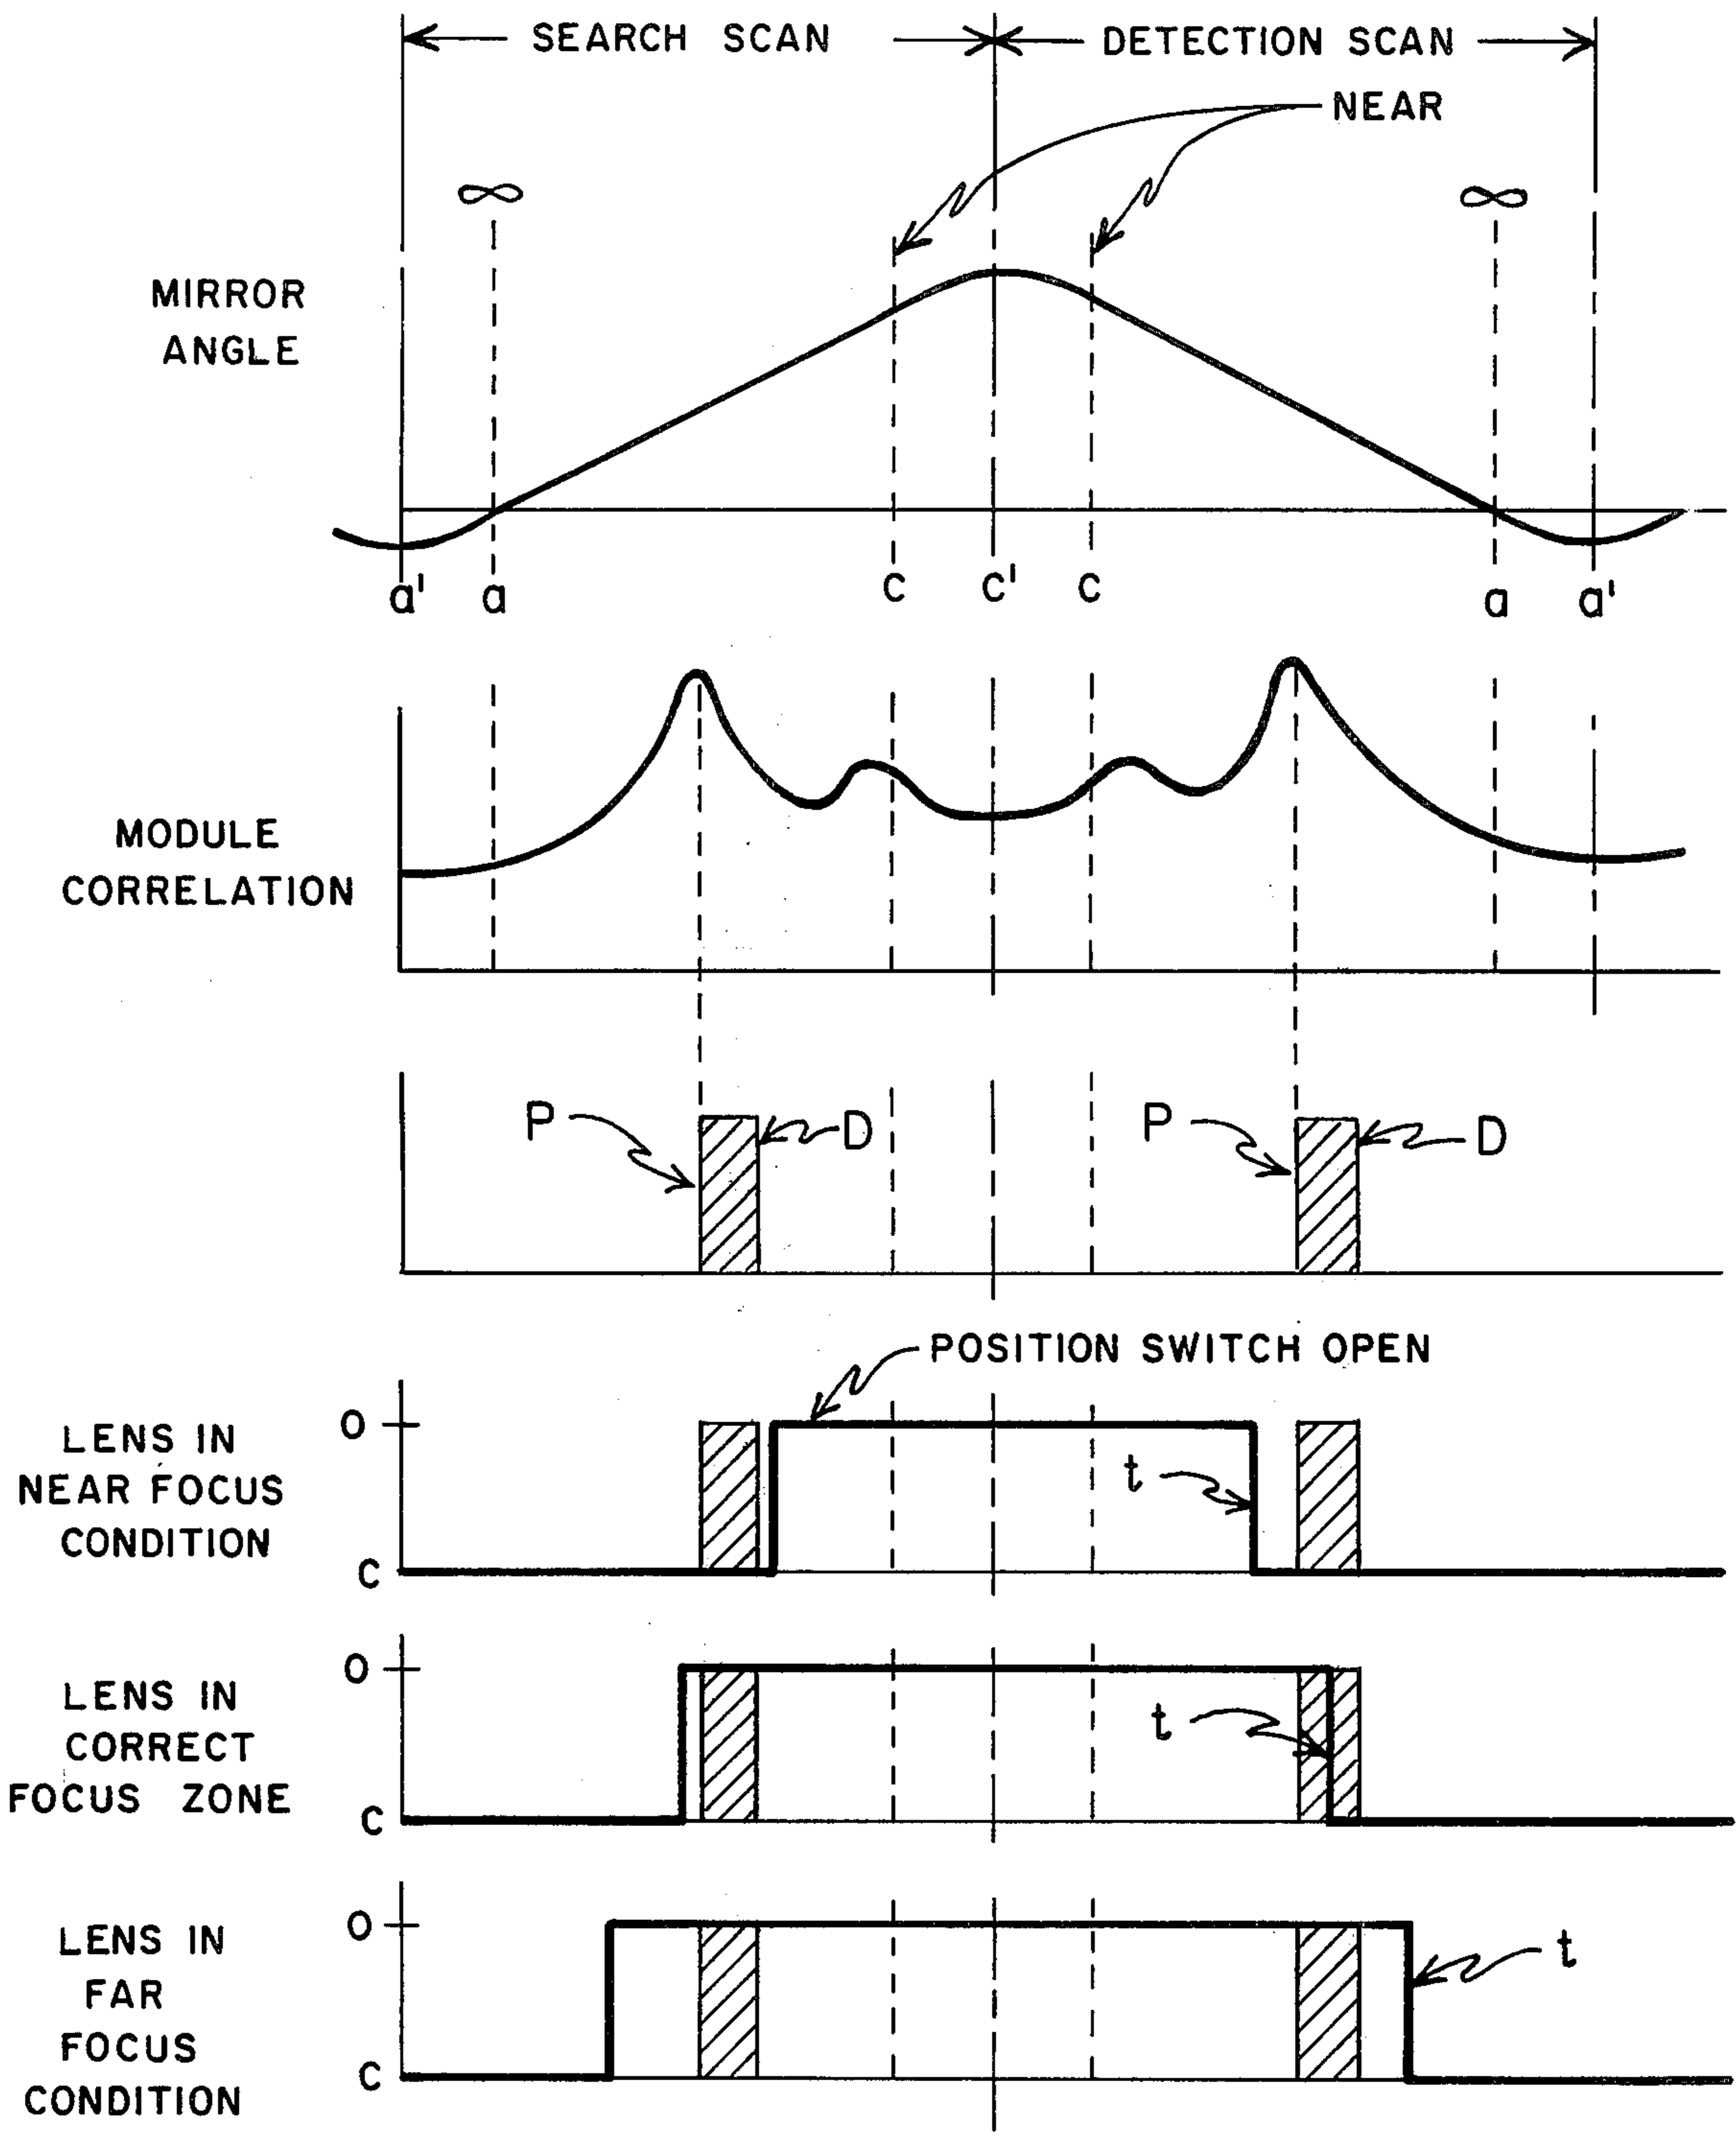 SEARCH SCAN
DETECTION SCAN
NEAR
∞
∞
MIRROR
ANGLE
a'
a
c
c'
c
a
a'
MODULE
CORRELATION
P
D
P
D
POSITION SWITCH OPEN
O
LENS IN
NEAR FOCUS
CONDITION
t
C
O
LENS IN
CORRECT
FOCUS ZONE
t
C
O
LENS IN
FAR
FOCUS
CONDITION
t
C